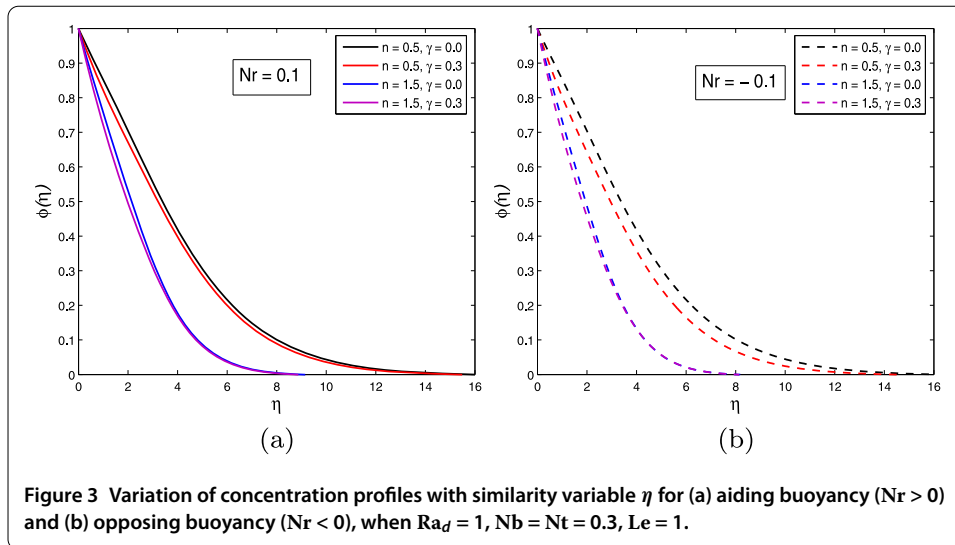 1
0.9
0.8
0.7
0.6
0.5
0.4
0.3
0.2
0.1
0
ϕ(η)
0 2 4 6 8 10 12 14 16
η
Nr = 0.1
n = 0.5, γ = 0.0
n = 0.5, γ = 0.3
n = 1.5, γ = 0.0
n = 1.5, γ = 0.3
(a)
1
0.9
0.8
0.7
0.6
0.5
0.4
0.3
0.2
0.1
0
ϕ(η)
0 2 4 6 8 10 12 14 16
η
Nr = − 0.1
n = 0.5, γ = 0.0
n = 0.5, γ = 0.3
n = 1.5, γ = 0.0
n = 1.5, γ = 0.3
(b)
Figure 3 Variation of concentration profiles with similarity variable η for (a) aiding buoyancy (Nr > 0)
and (b) opposing buoyancy (Nr < 0), when Ra_d = 1, Nb = Nt = 0.3, Le = 1.